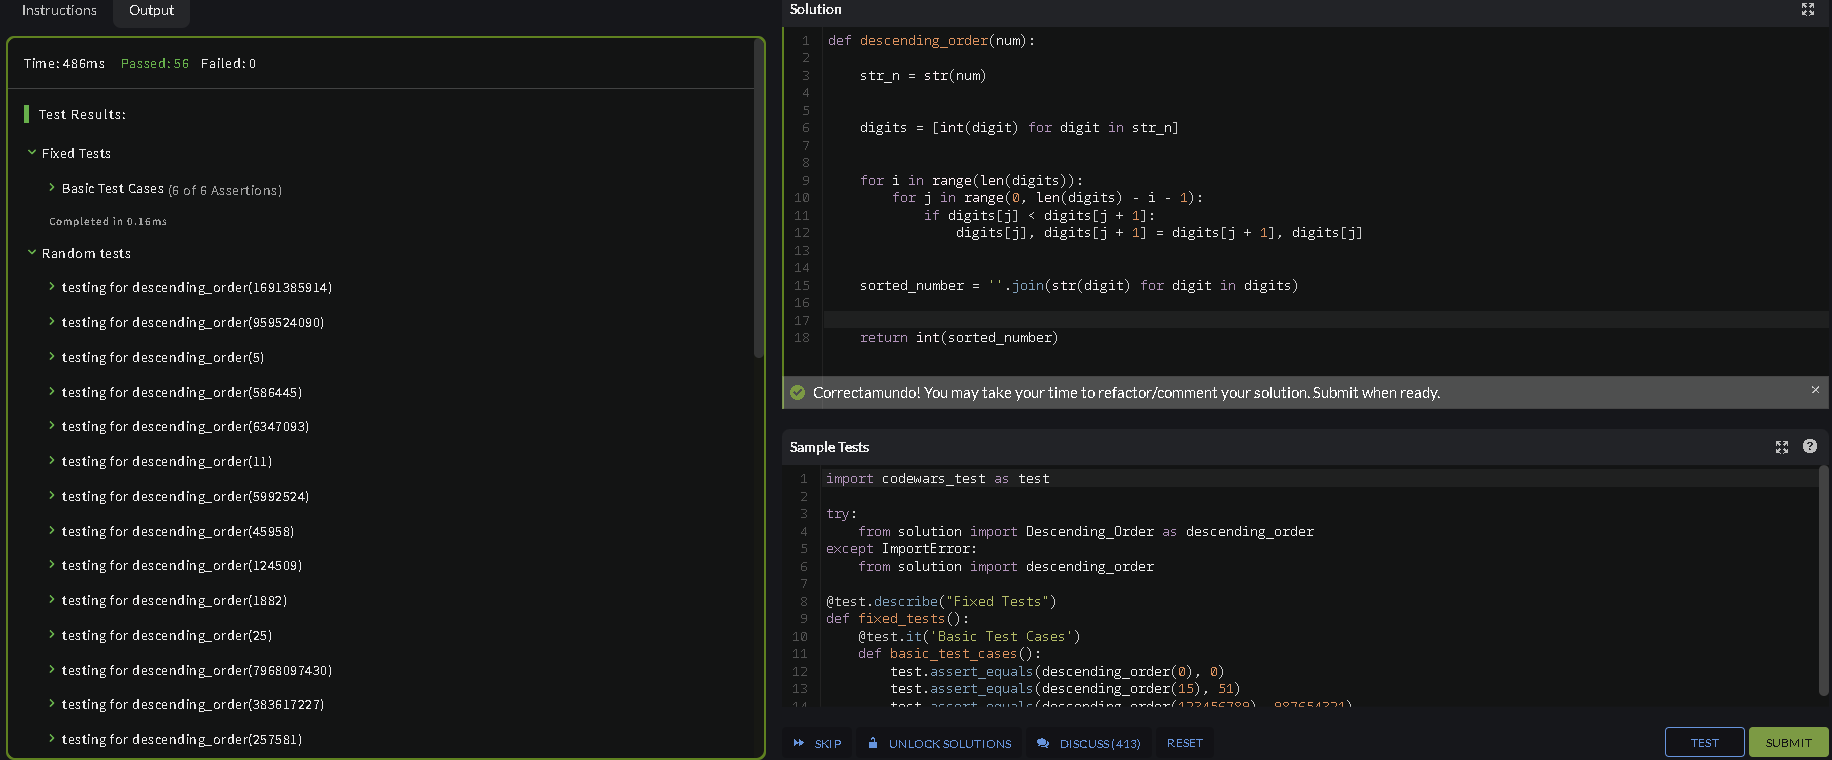 Instructions
Output
Time: 486ms Passed: 56 Failed: 0
Test Results:
Fixed Tests
Basic Test Cases (6 of 6 Assertions)
Completed in 0.16ms
Random tests
testing for descending_order(1691385914)
testing for descending_order(959524090)
testing for descending_order(5)
testing for descending_order(586445)
testing for descending_order(6347093)
testing for descending_order(11)
testing for descending_order(5992524)
testing for descending_order(45958)
testing for descending_order(124509)
testing for descending_order(1882)
testing for descending_order(25)
testing for descending_order(7968097430)
testing for descending_order(383617227)
testing for descending_order(257581)
Solution
1 def descending_order(num):
2
3     str_n = str(num)
4
5
6     digits = [int(digit) for digit in str_n]
7
8
9     for i in range(len(digits)):
10         for j in range(0, len(digits) - i - 1):
11             if digits[j] < digits[j + 1]:
12                 digits[j], digits[j + 1] = digits[j + 1], digits[j]
13
14
15     sorted_number = ''.join(str(digit) for digit in digits)
16
17
18     return int(sorted_number)
Correctamundo! You may take your time to refactor/comment your solution. Submit when ready.
Sample Tests
1 import codewars_test as test
2
3 try:
4     from solution import Descending_Order as descending_order
5 except ImportError:
6     from solution import descending_order
7
8 @test.describe("Fixed Tests")
9 def fixed_tests():
10     @test.it('Basic Test Cases')
11     def basic_test_cases():
12         test.assert_equals(descending_order(0), 0)
13         test.assert_equals(descending_order(15), 51)
14         test.assert_equals(descending_order(123456789), 987654321)
SKIP
UNLOCK SOLUTIONS
DISCUSS (413)
RESET
TEST
SUBMIT